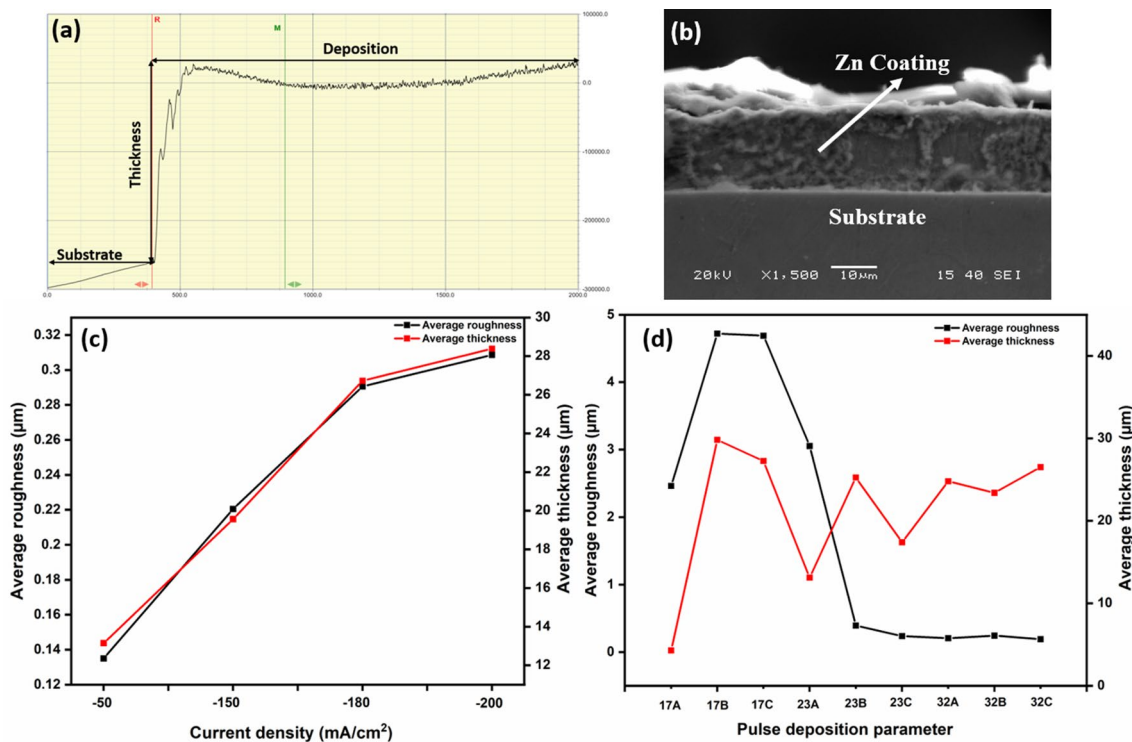 (a)
R
M
Deposition
Thickness
Substrate
100000.0
0.0
-100000.0
-200000.0
-300000.0
0.0
500.0
1000.0
1500.0
2000.0
(b)
Zn Coating
Substrate
20kV X1,500 10µm 15 40 SEI
(c)
Average roughness
Average thickness
Average roughness (µm)
0.32
0.3
0.28
0.26
0.24
0.22
0.2
0.18
0.16
0.14
0.12
30
28
26
24
22
20
18
16
14
12
Average thickness (µm)
-50
-150
-180
-200
Current density (mA/cm²)
(d)
Average roughness
Average thickness
Average roughness (µm)
5
4
3
2
1
0
40
30
20
10
0
Average thickness (µm)
17A
17B
17C
23A
23B
23C
32A
32B
32C
Pulse deposition parameter